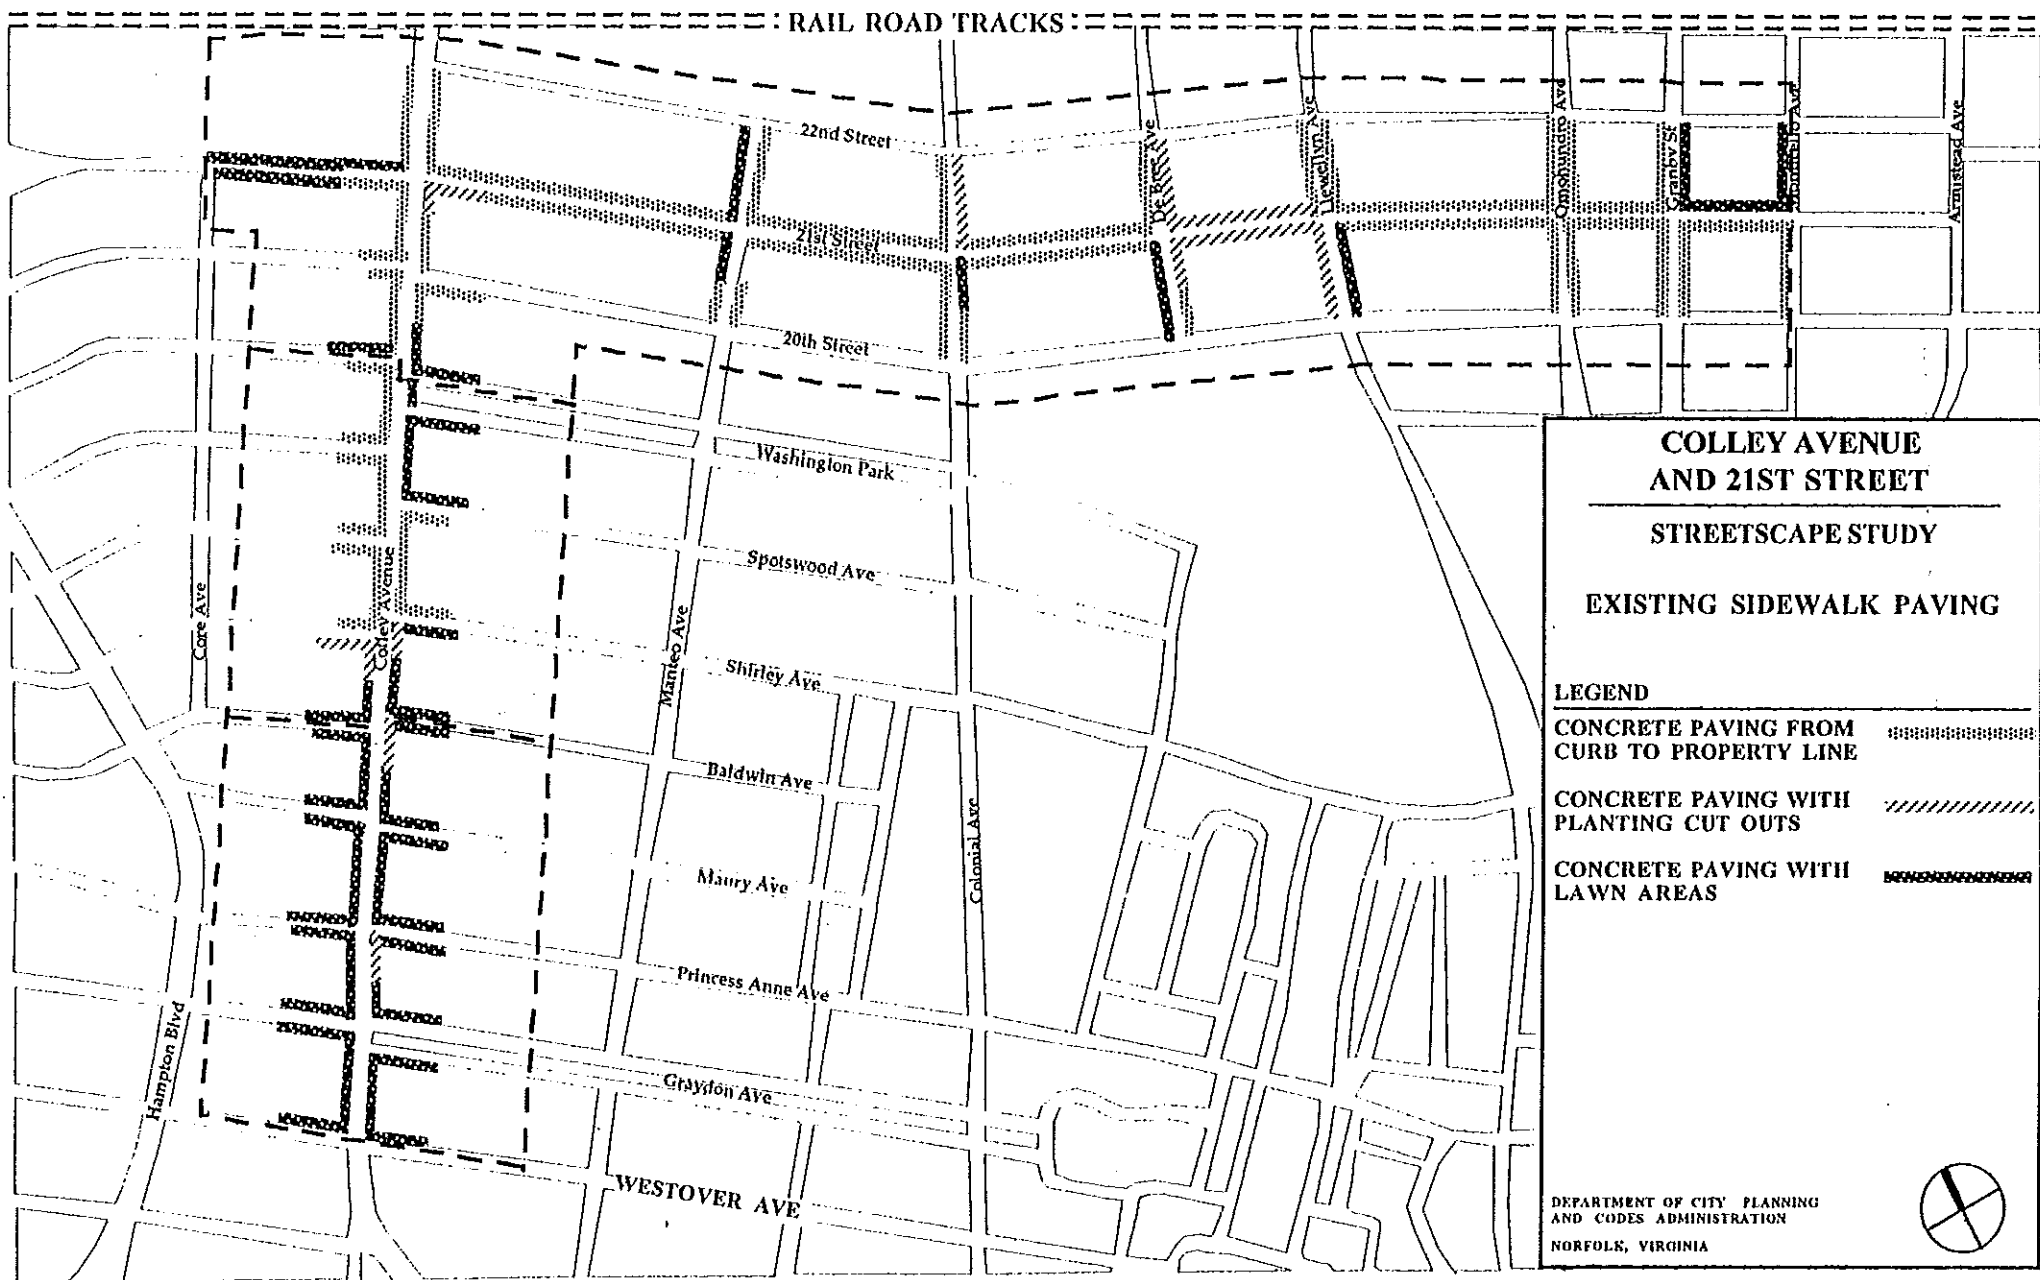 RAIL ROAD TRACKS
22nd Street
21st Street
20th Street
De Bree Ave
Llewellyn Ave
Omohundro Ave
Granby St
Monticello Ave
Armistead Ave
Washington Park
Spotswood Ave
Shirley Ave
Baldwin Ave
Maury Ave
Princess Anne Ave
Graydon Ave
WESTOVER AVE
Core Ave
Colley Avenue
Manteo Ave
Colonial Ave
Hampton Blvd
COLLEY AVENUE
AND 21ST STREET
STREETSCAPE STUDY
EXISTING SIDEWALK PAVING
LEGEND
CONCRETE PAVING FROM
CURB TO PROPERTY LINE
CONCRETE PAVING WITH
PLANTING CUT OUTS
CONCRETE PAVING WITH
LAWN AREAS
DEPARTMENT OF CITY PLANNING
AND CODES ADMINISTRATION
NORFOLK, VIRGINIA